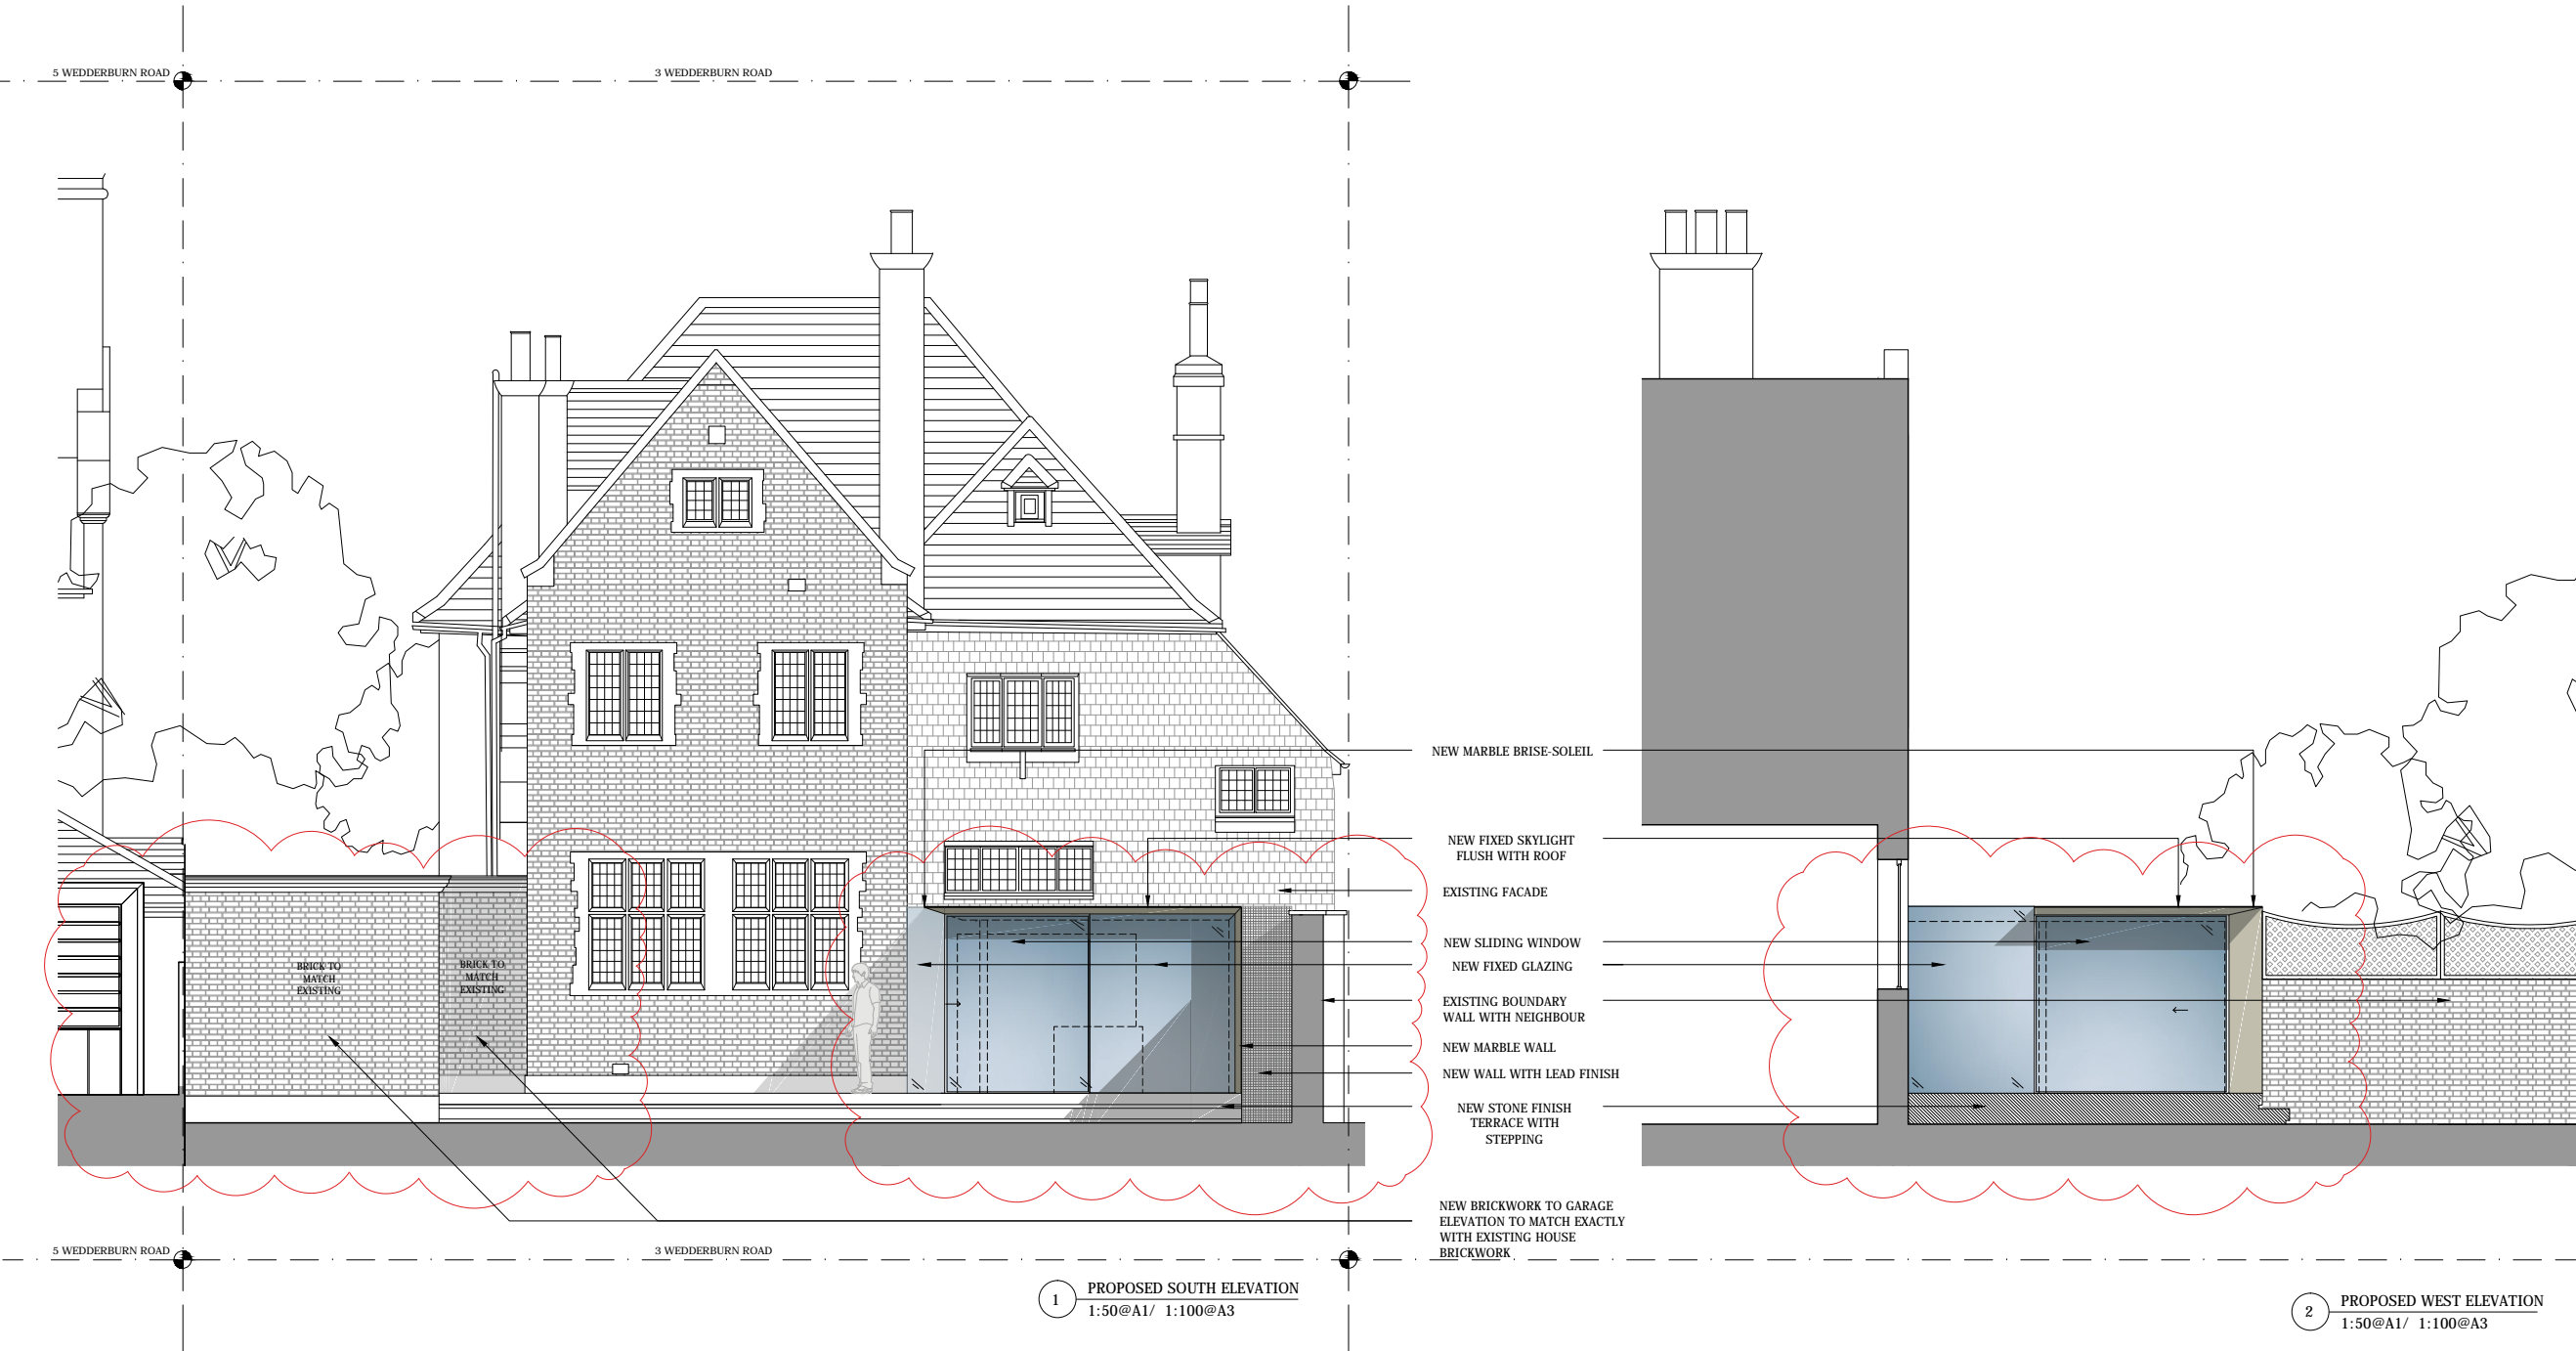 5 WEDDERBURN ROAD
3 WEDDERBURN ROAD
NEW MARBLE BRISE-SOLEIL
NEW FIXED SKYLIGHT
FLUSH WITH ROOF
EXISTING FACADE
NEW SLIDING WINDOW
NEW FIXED GLAZING
BRICK TO
MATCH
EXISTING
BRICK TO
MATCH
EXISTING
EXISTING BOUNDARY
WALL WITH NEIGHBOUR
NEW MARBLE WALL
NEW WALL WITH LEAD FINISH
NEW STONE FINISH
TERRACE WITH
STEPPING
NEW BRICKWORK TO GARAGE
ELEVATION TO MATCH EXACTLY
WITH EXISTING HOUSE
BRICKWORK
5 WEDDERBURN ROAD
3 WEDDERBURN ROAD
1
PROPOSED SOUTH ELEVATION
1:50@A1/ 1:100@A3
2
PROPOSED WEST ELEVATION
1:50@A1/ 1:100@A3